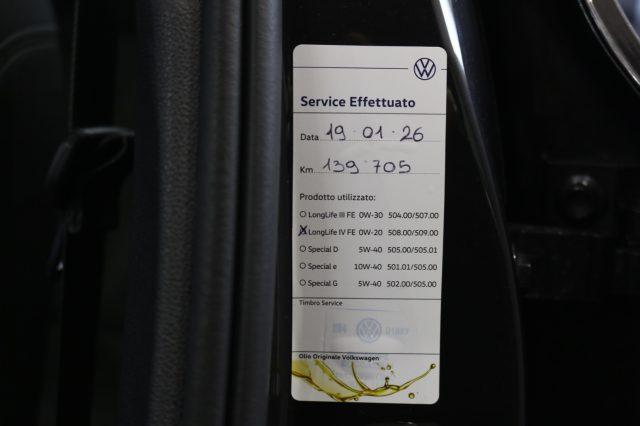 Service Effettuato
Data 19.01.26
Km 139.705
Prodotto utilizzato:
LongLife III FE 0W-30 504.00/507.00
X LongLife IV FE 0W-20 508.00/509.00
Special D 5W-40 505.00/505.01
Special e 10W-40 501.01/505.00
Special G 5W-40 502.00/505.00
Timbro Service
Olio Originale Volkswagen